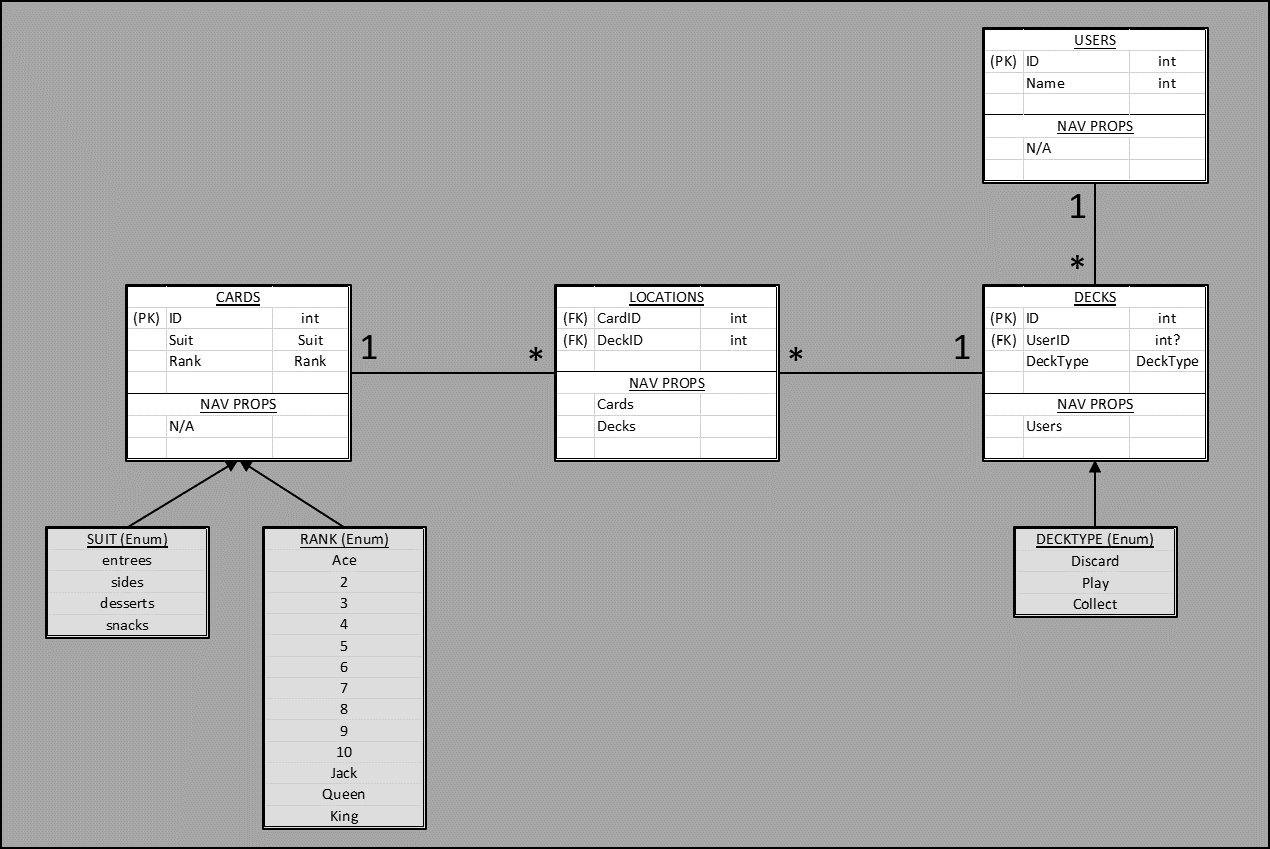 USERS
(PK) ID int
Name int
NAV PROPS
N/A
1
*
CARDS
(PK) ID int
Suit Suit
Rank Rank
NAV PROPS
N/A
1
*
LOCATIONS
(FK) CardID int
(FK) DeckID int
NAV PROPS
Cards
Decks
*
1
DECKS
(PK) ID int
(FK) UserID int?
DeckType DeckType
NAV PROPS
Users
SUIT (Enum)
entrees
sides
desserts
snacks
RANK (Enum)
Ace
2
3
4
5
6
7
8
9
10
Jack
Queen
King
DECKTYPE (Enum)
Discard
Play
Collect